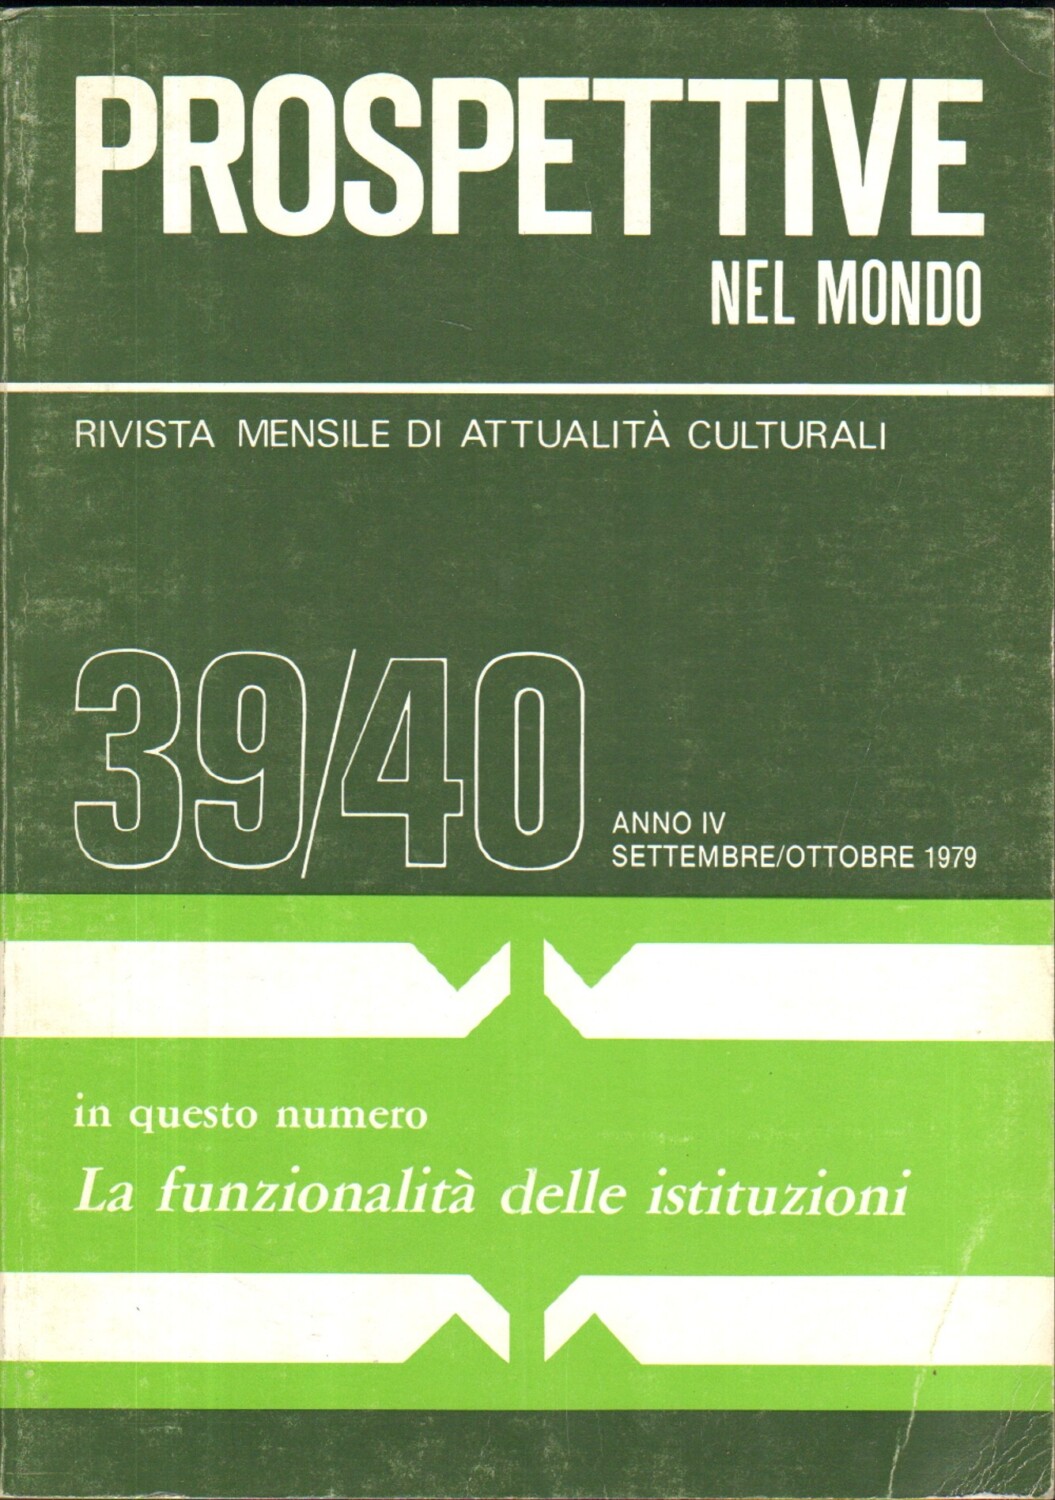 PROSPETTIVE
NEL MONDO
RIVISTA MENSILE DI ATTUALITÀ CULTURALI
39/40
ANNO IV
SETTEMBRE/OTTOBRE 1979
in questo numero
La funzionalità delle istituzioni